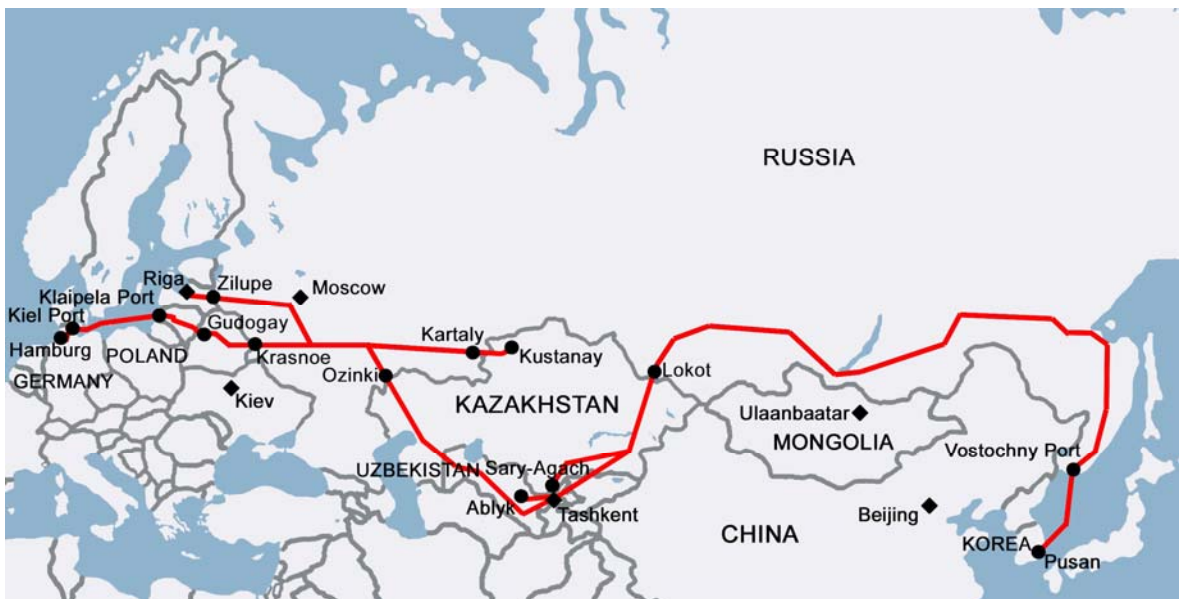 RUSSIA
Riga
Zilupe
Moscow
Klaipela Port
Kiel Port
Gudogay
Kartaly
Hamburg
POLAND
Krasnoe
Kustanay
GERMANY
Ozinki
Lokot
Kiev
KAZAKHSTAN
Ulaanbaatar
MONGOLIA
Vostochny Port
UZBEKISTAN
Sary-Agach
Ablyk
Tashkent
Beijing
CHINA
KOREA
Pusan